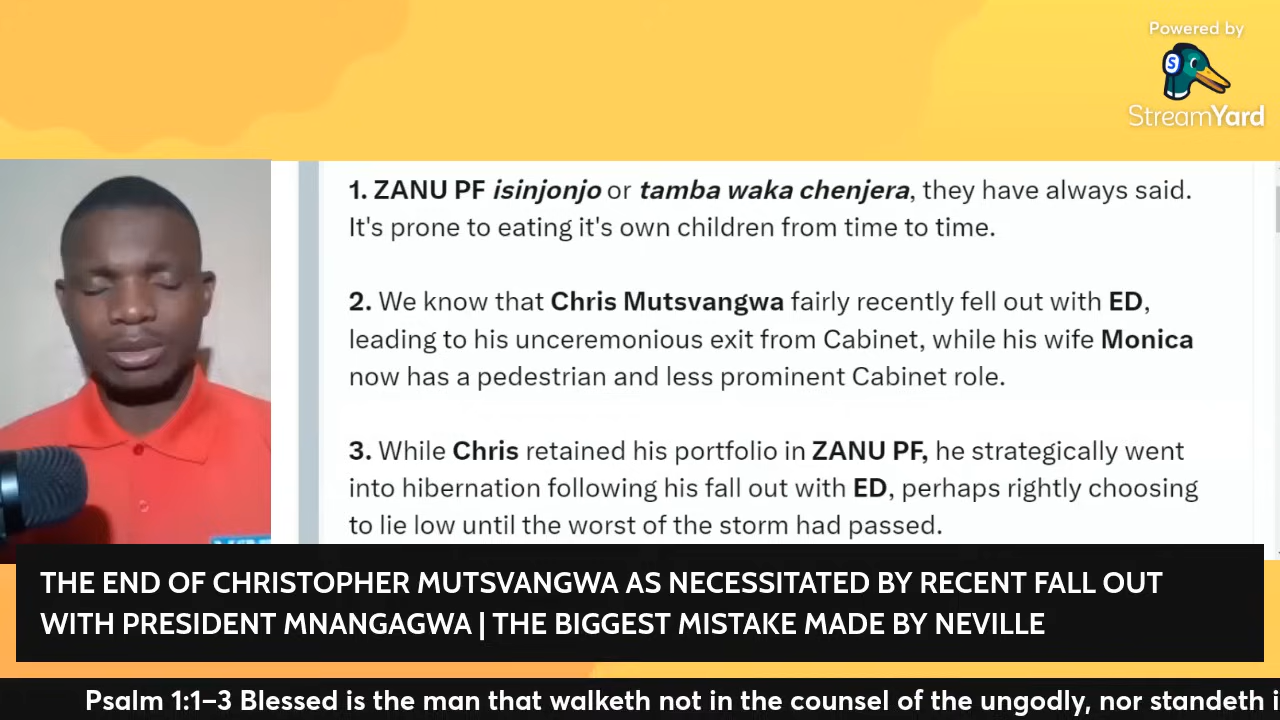 Powered by
StreamYard
1. ZANU PF isinjonjo or tamba waka chenjera, they have always said.
It's prone to eating it's own children from time to time.
2. We know that Chris Mutsvangwa fairly recently fell out with ED,
leading to his unceremonious exit from Cabinet, while his wife Monica
now has a pedestrian and less prominent Cabinet role.
3. While Chris retained his portfolio in ZANU PF, he strategically went
into hibernation following his fall out with ED, perhaps rightly choosing
to lie low until the worst of the storm had passed.
THE END OF CHRISTOPHER MUTSVANGWA AS NECESSITATED BY RECENT FALL OUT
WITH PRESIDENT MNANGAGWA | THE BIGGEST MISTAKE MADE BY NEVILLE
Psalm 1:1–3 Blessed is the man that walketh not in the counsel of the ungodly, nor standeth i